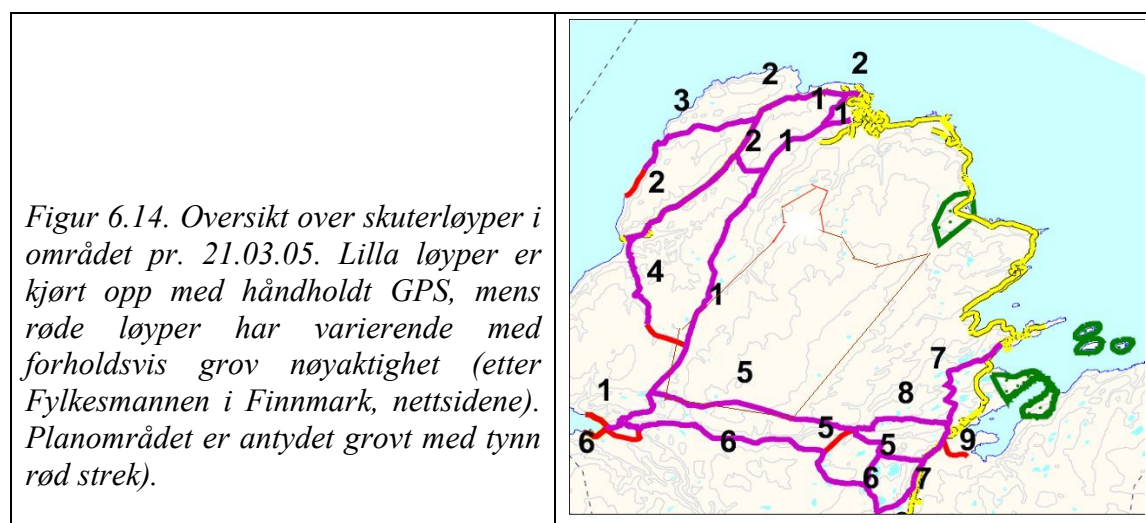 Figur 6.14. Oversikt over skuterløyper i
området pr. 21.03.05. Lilla løyper er
kjørt opp med håndholdt GPS, mens
røde løyper har varierende med
forholdsvis grov nøyaktighet (etter
Fylkesmannen i Finnmark, nettsidene).
Planområdet er antydet grovt med tynn
rød strek).
2
2
3
1
1
2
1
2
4
1
7
5
8
1
5
5
9
6
6
6
7